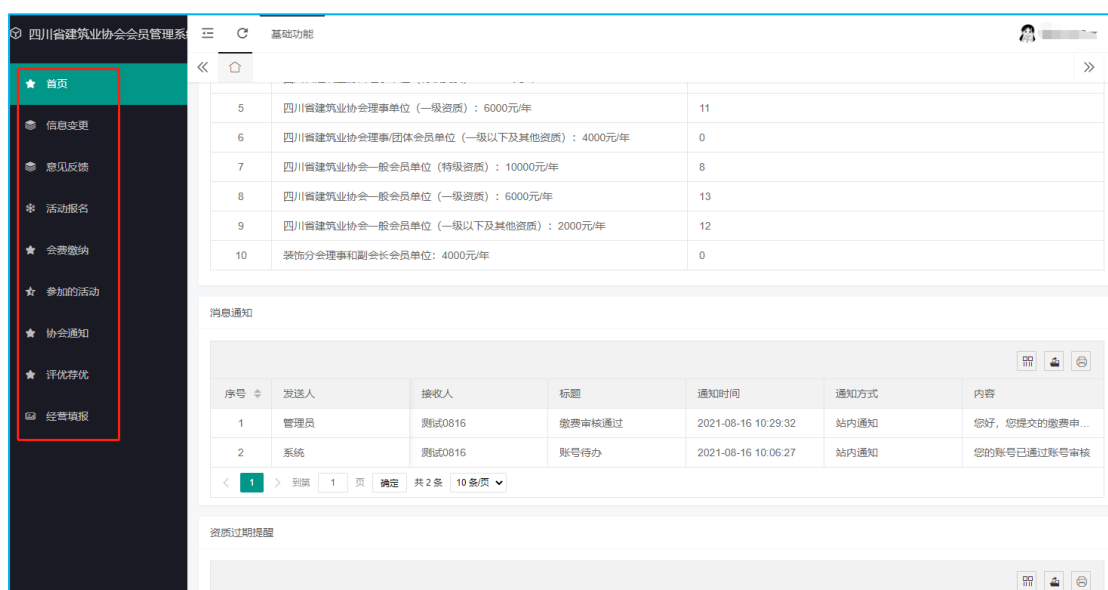 四川省建筑业协会会员管理系
基础功能
首页
信息变更
意见反馈
活动报名
会费缴纳
参加的活动
协会通知
评优荐优
经营填报
5 四川省建筑业协会理事单位（一级资质）：6000元/年 11
6 四川省建筑业协会理事/团体会员单位（一级以下及其他资质）：4000元/年 0
7 四川省建筑业协会一般会员单位（特级资质）：10000元/年 8
8 四川省建筑业协会一般会员单位（一级资质）：6000元/年 13
9 四川省建筑业协会一般会员单位（一级以下及其他资质）：2000元/年 12
10 装饰分会理事和副会长会员单位：4000元/年 0
消息通知
序号 发送人 接收人 标题 通知时间 通知方式 内容
1 管理员 测试0816 缴费审核通过 2021-08-16 10:29:32 站内通知 您好，您提交的缴费申...
2 系统 测试0816 账号待办 2021-08-16 10:06:27 站内通知 您的账号已通过账号审核
1 到第 1 页 确定 共 2 条 10 条/页
资质过期提醒